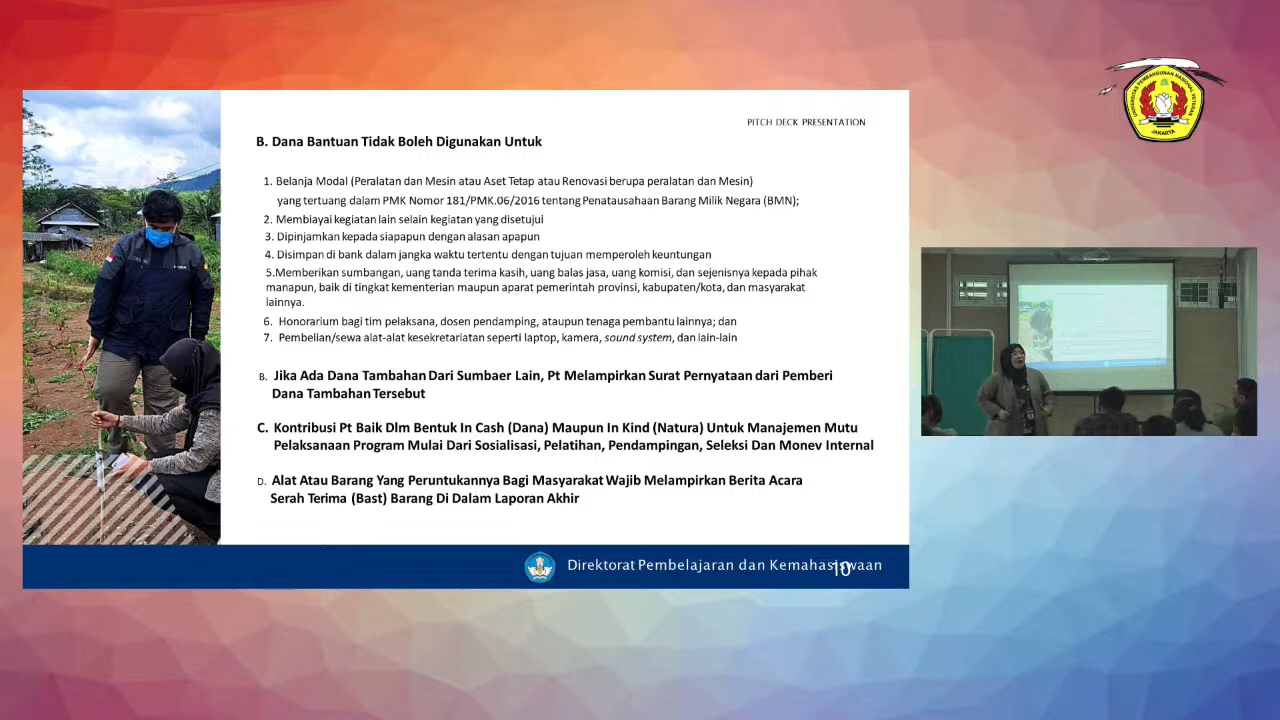 PITCH DECK PRESENTATION
B. Dana Bantuan Tidak Boleh Digunakan Untuk
1. Belanja Modal (Peralatan dan Mesin atau Aset Tetap atau Renovasi berupa peralatan dan Mesin)
yang tertuang dalam PMK Nomor 181/PMK.06/2016 tentang Penatausahaan Barang Milik Negara (BMN);
2. Membiayai kegiatan lain selain kegiatan yang disetujui
3. Dipinjamkan kepada siapapun dengan alasan apapun
4. Disimpan di bank dalam jangka waktu tertentu dengan tujuan memperoleh keuntungan
5.Memberikan sumbangan, uang tanda terima kasih, uang balas jasa, uang komisi, dan sejenisnya kepada pihak
manapun, baik di tingkat kementerian maupun aparat pemerintah provinsi, kabupaten/kota, dan masyarakat
lainnya.
6. Honorarium bagi tim pelaksana, dosen pendamping, ataupun tenaga pembantu lainnya; dan
7. Pembelian/sewa alat-alat kesekretariatan seperti laptop, kamera, sound system, dan lain-lain
B. Jika Ada Dana Tambahan Dari Sumbaer Lain, Pt Melampirkan Surat Pernyataan dari Pemberi
Dana Tambahan Tersebut
C. Kontribusi Pt Baik Dlm Bentuk In Cash (Dana) Maupun In Kind (Natura) Untuk Manajemen Mutu
Pelaksanaan Program Mulai Dari Sosialisasi, Pelatihan, Pendampingan, Seleksi Dan Monev Internal
D. Alat Atau Barang Yang Peruntukannya Bagi Masyarakat Wajib Melampirkan Berita Acara
Serah Terima (Bast) Barang Di Dalam Laporan Akhir
Direktorat Pembelajaran dan Kemahasiswaan
10
UNIVERSITAS PEMBANGUNAN NASIONAL VETERAN
JAKARTA